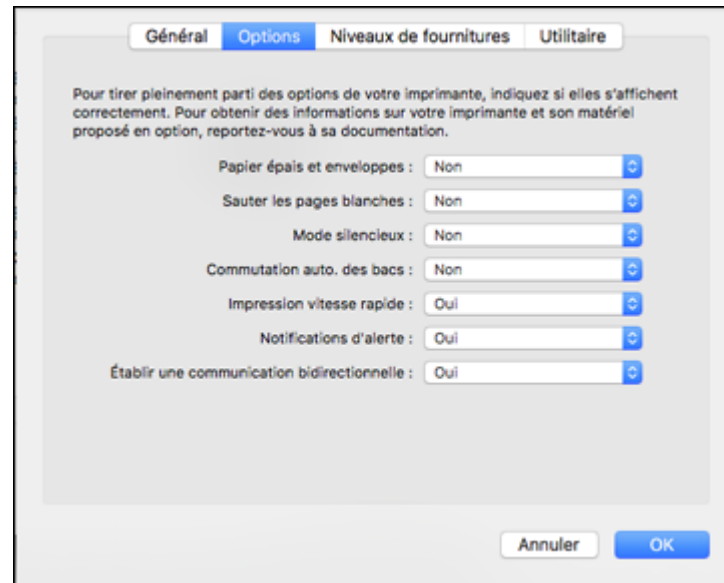 Général Options Niveaux de fournitures Utilitaire
Pour tirer pleinement parti des options de votre imprimante, indiquez si elles s'affichent
correctement. Pour obtenir des informations sur votre imprimante et son matériel
proposé en option, reportez-vous à sa documentation.
Papier épais et enveloppes : Non
Sauter les pages blanches : Non
Mode silencieux : Non
Commutation auto. des bacs : Non
Impression vitesse rapide : Oui
Notifications d'alerte : Oui
Établir une communication bidirectionnelle : Oui
Annuler OK